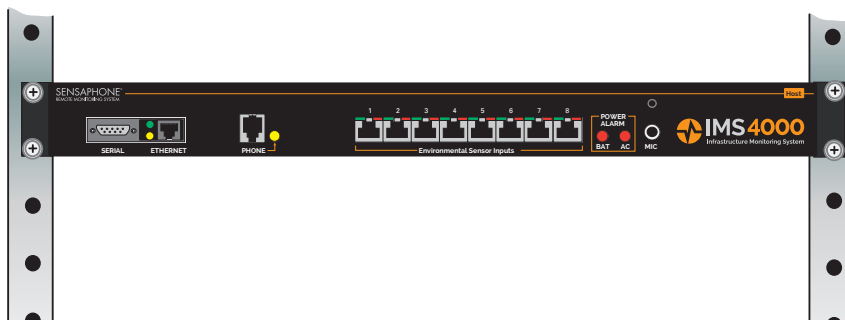 SENSAPHONE®
REMOTE MONITORING SYSTEM
Host
SERIAL
ETHERNET
PHONE
1 2 3 4 5 6 7 8
Environmental Sensor Inputs
POWER
ALARM
BAT AC
MIC
IMS4000
Infrastructure Monitoring System